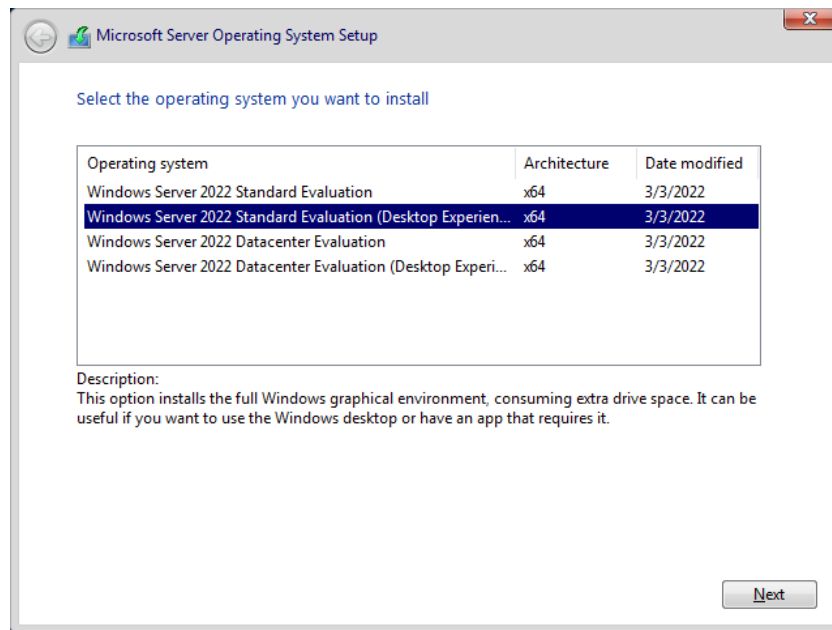 Microsoft Server Operating System Setup
Select the operating system you want to install
Operating system Architecture Date modified
Windows Server 2022 Standard Evaluation x64 3/3/2022
Windows Server 2022 Standard Evaluation (Desktop Experien... x64 3/3/2022
Windows Server 2022 Datacenter Evaluation x64 3/3/2022
Windows Server 2022 Datacenter Evaluation (Desktop Experi... x64 3/3/2022
Description:
This option installs the full Windows graphical environment, consuming extra drive space. It can be
useful if you want to use the Windows desktop or have an app that requires it.
Next